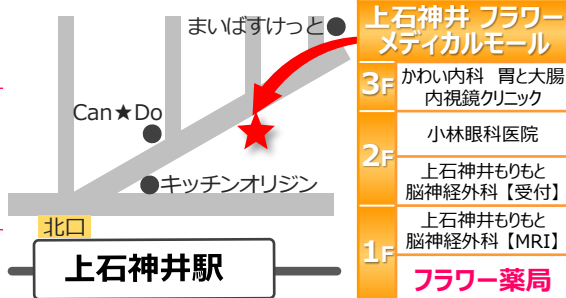 まいばすけっと
Can★Do
キッチンオリジン
北口
上石神井駅
上石神井 フラワー
メディカルモール
3F
かわい内科　胃と大腸
内視鏡クリニック
2F
小林眼科医院
上石神井もりもと
脳神経外科【受付】
1F
上石神井もりもと
脳神経外科【MRI】
フラワー薬局